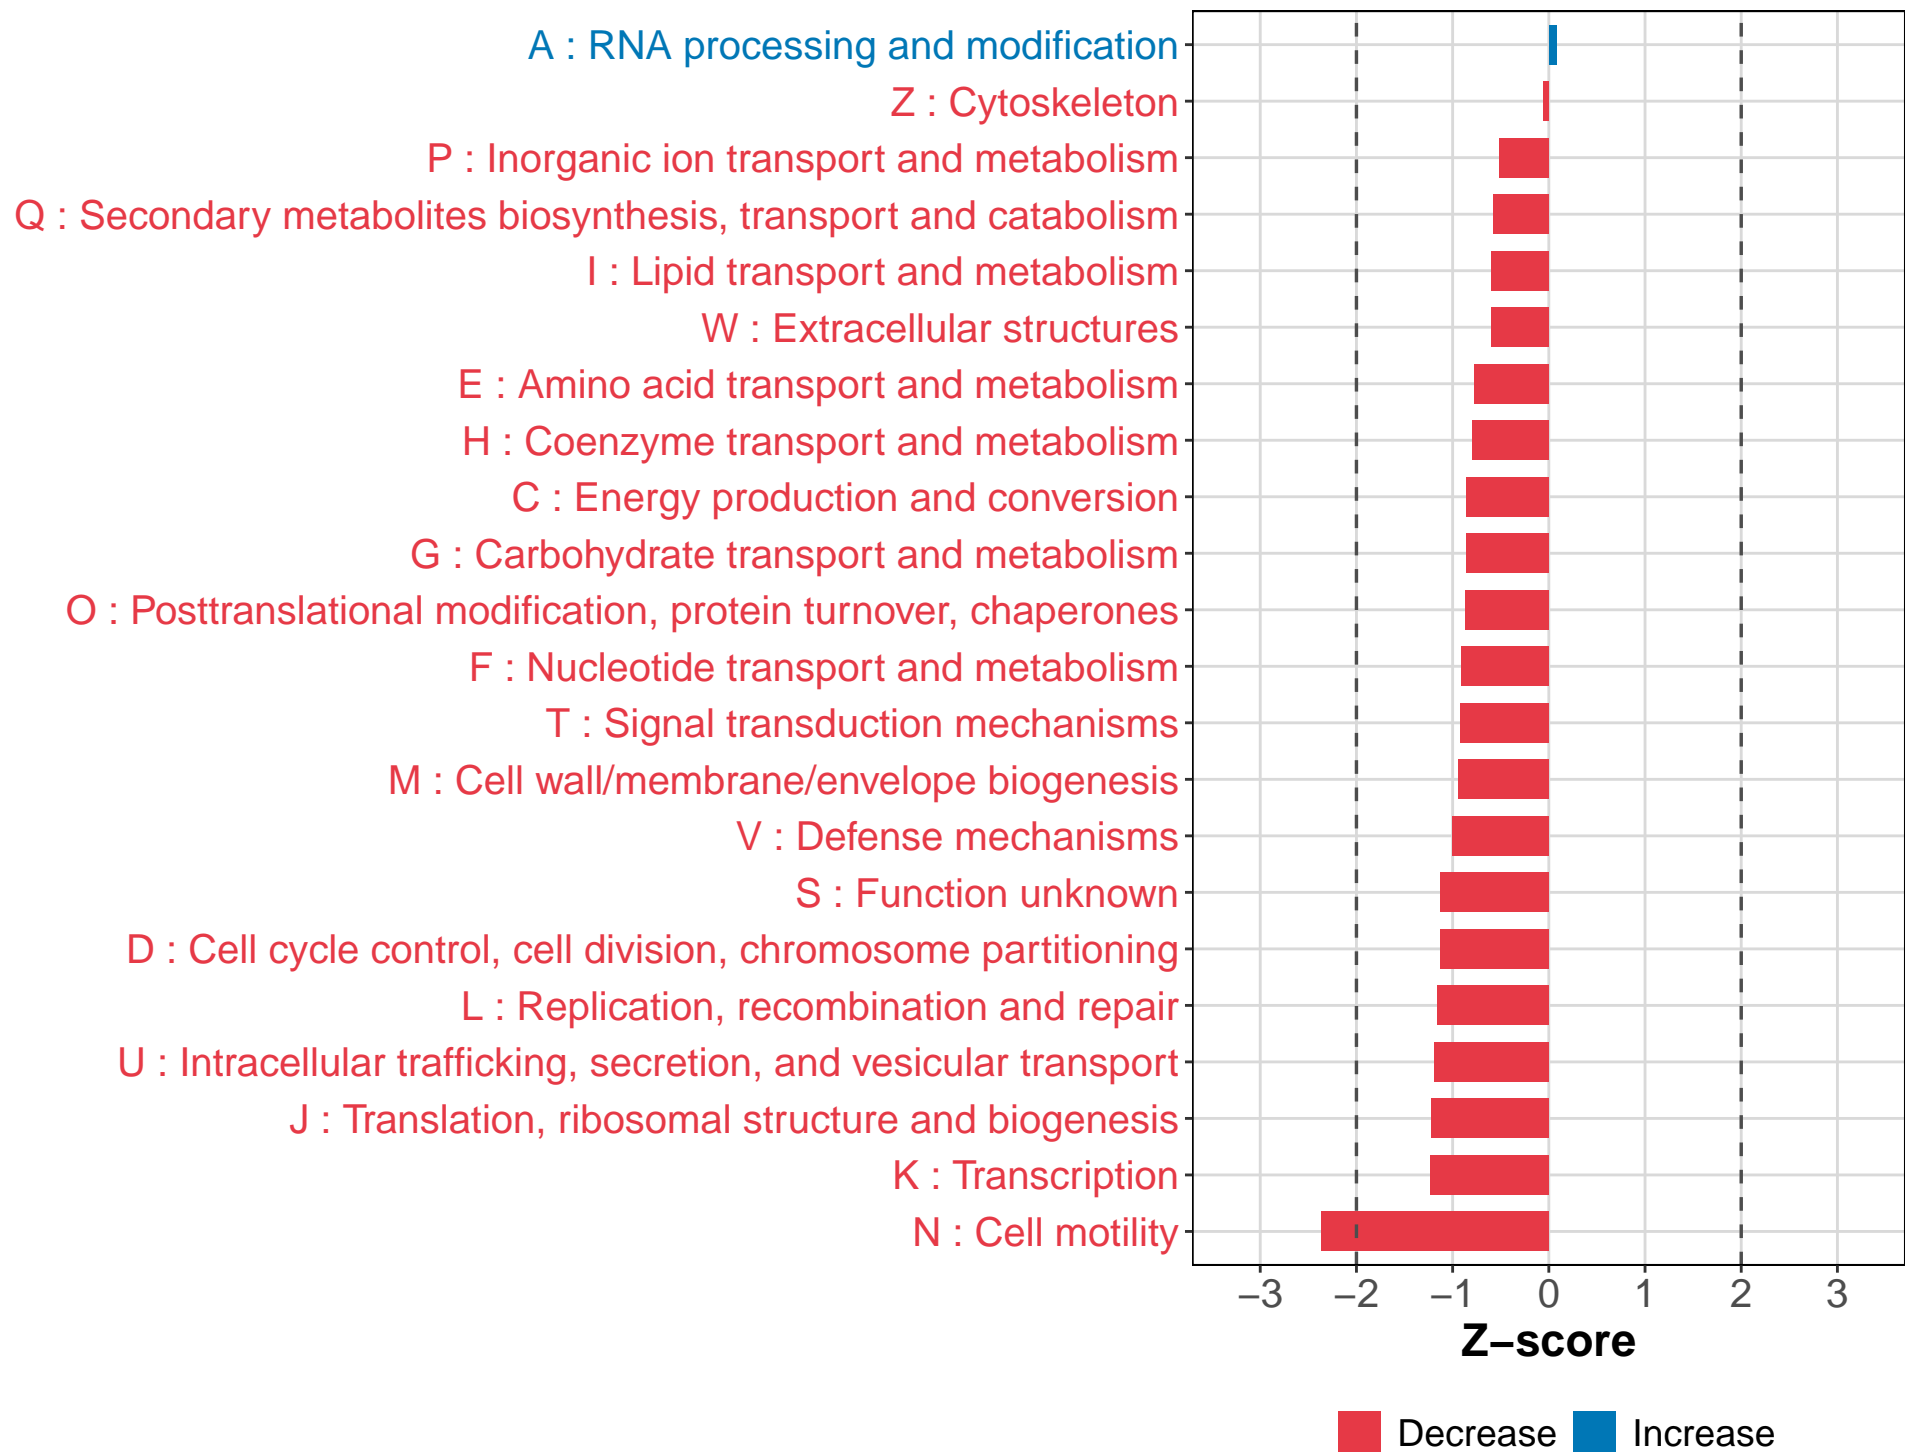 A : RNA processing and modification
Z : Cytoskeleton
P : Inorganic ion transport and metabolism
Q : Secondary metabolites biosynthesis, transport and catabolism
I : Lipid transport and metabolism
W : Extracellular structures
E : Amino acid transport and metabolism
H : Coenzyme transport and metabolism
C : Energy production and conversion
G : Carbohydrate transport and metabolism
O : Posttranslational modification, protein turnover, chaperones
F : Nucleotide transport and metabolism
T : Signal transduction mechanisms
M : Cell wall/membrane/envelope biogenesis
V : Defense mechanisms
S : Function unknown
D : Cell cycle control, cell division, chromosome partitioning
L : Replication, recombination and repair
U : Intracellular trafficking, secretion, and vesicular transport
J : Translation, ribosomal structure and biogenesis
K : Transcription
N : Cell motility
−3 −2 −1 0 1 2 3
Z−score
Decrease Increase